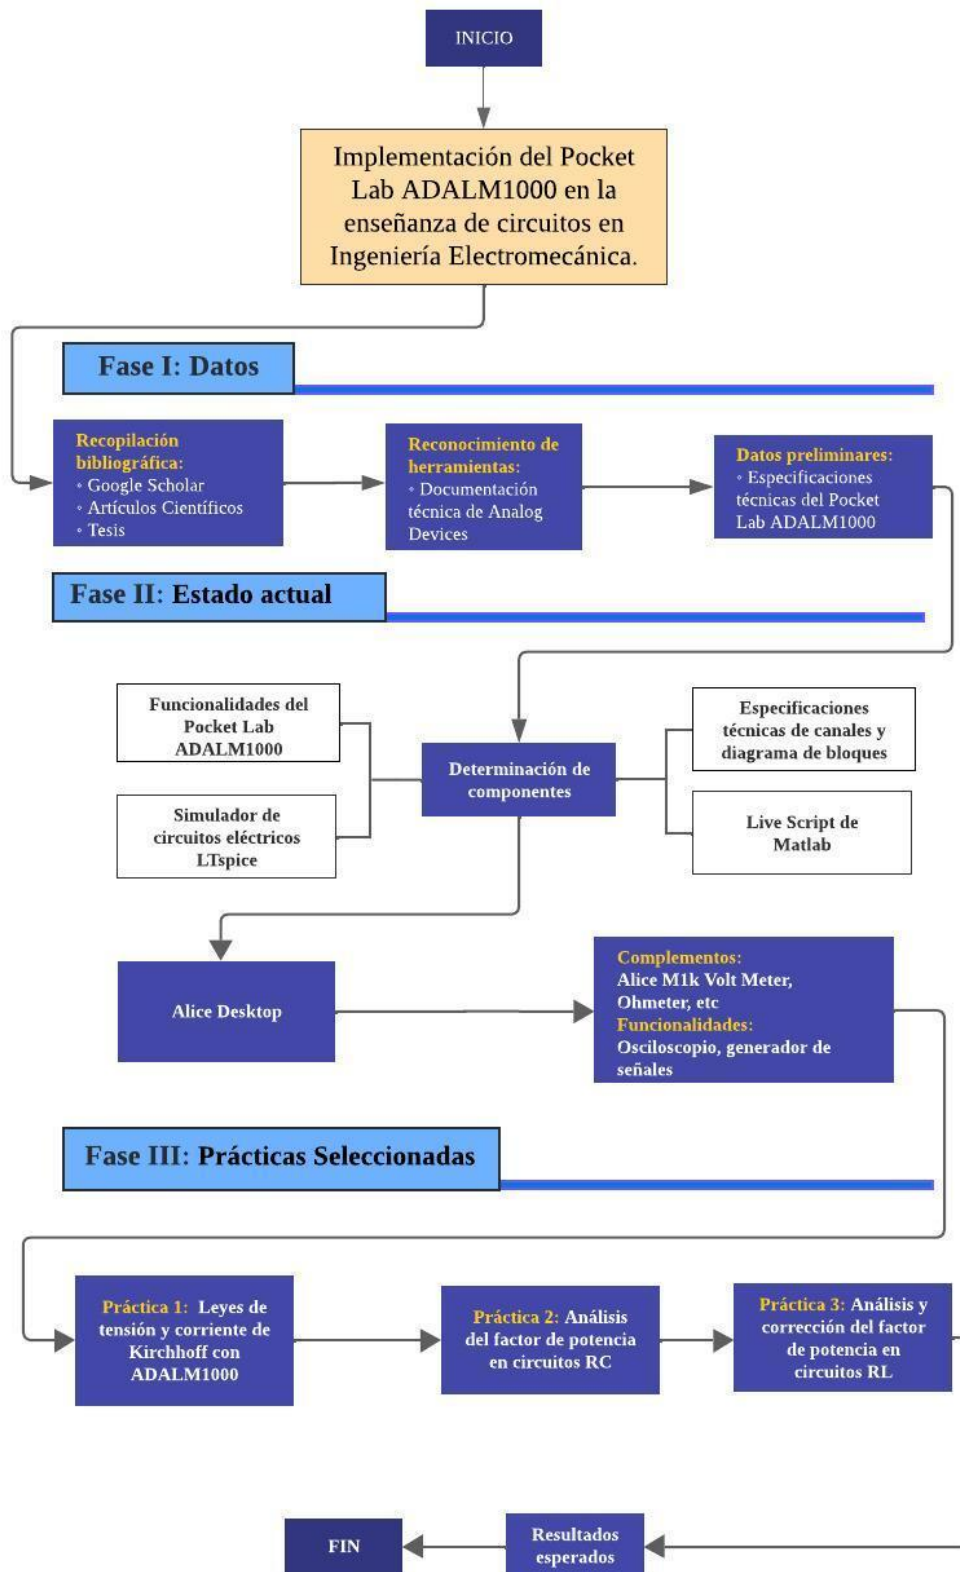 INICIO
Implementación del Pocket
Lab ADALM1000 en la
enseñanza de circuitos en
Ingeniería Electromecánica.
Fase I: Datos
Recopilación
bibliográfica:
◦ Google Scholar
◦ Artículos Científicos
◦ Tesis
Reconocimiento de
herramientas:
◦ Documentación
técnica de Analog
Devices
Datos preliminares:
◦ Especificaciones
técnicas del Pocket
Lab ADALM1000
Fase II: Estado actual
Funcionalidades del
Pocket Lab
ADALM1000
Simulador de
circuitos eléctricos
LTspice
Determinación de
componentes
Especificaciones
técnicas de canales y
diagrama de bloques
Live Script de
Matlab
Alice Desktop
Complementos:
Alice M1k Volt Meter,
Ohmeter, etc
Funcionalidades:
Osciloscopio, generador de
señales
Fase III: Prácticas Seleccionadas
Práctica 1: Leyes de
tensión y corriente de
Kirchhoff con
ADALM1000
Práctica 2: Análisis
del factor de potencia
en circuitos RC
Práctica 3: Análisis y
corrección del factor
de potencia en
circuitos RL
Resultados
esperados
FIN